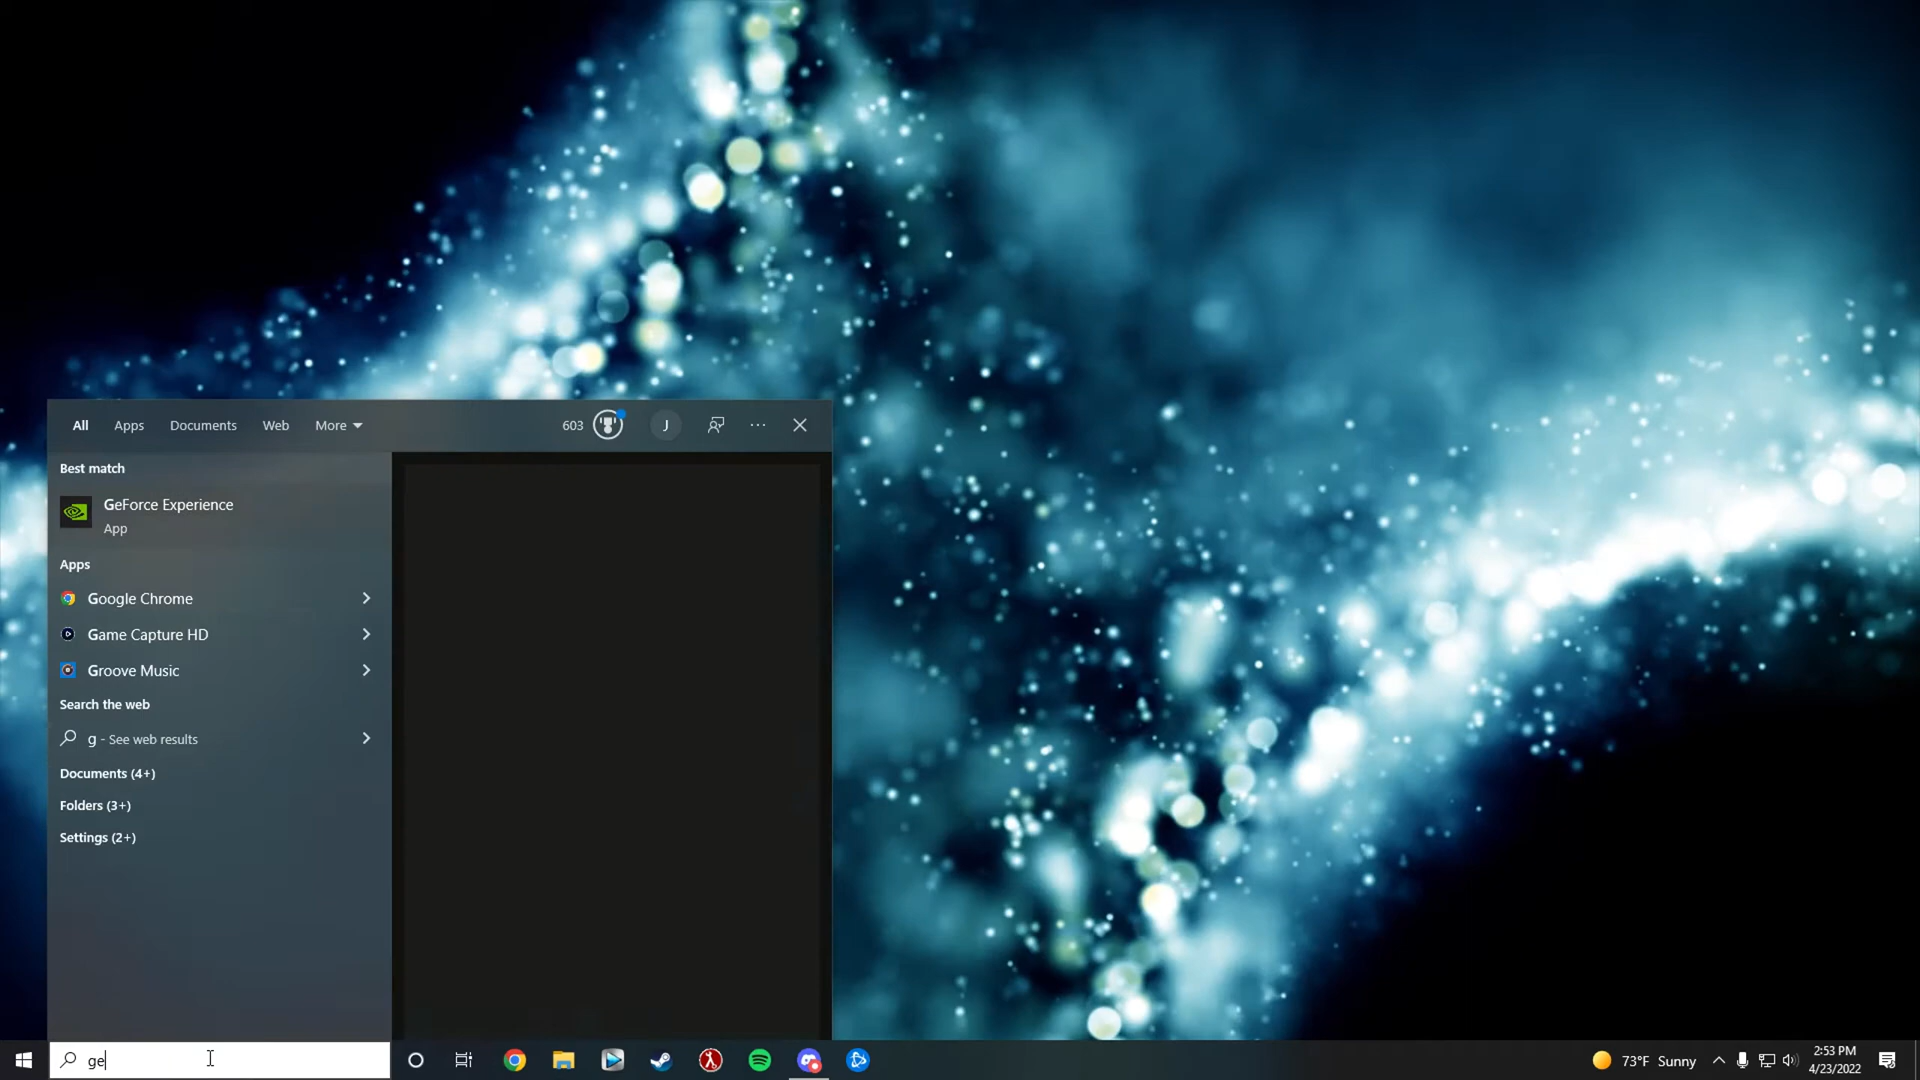 All Apps Documents Web More 603 J
Best match
GeForce Experience
App
Apps
Google Chrome
Game Capture HD
Groove Music
Search the web
g - See web results
Documents (4+)
Folders (3+)
Settings (2+)
ge
73°F Sunny
2:53 PM
4/23/2022